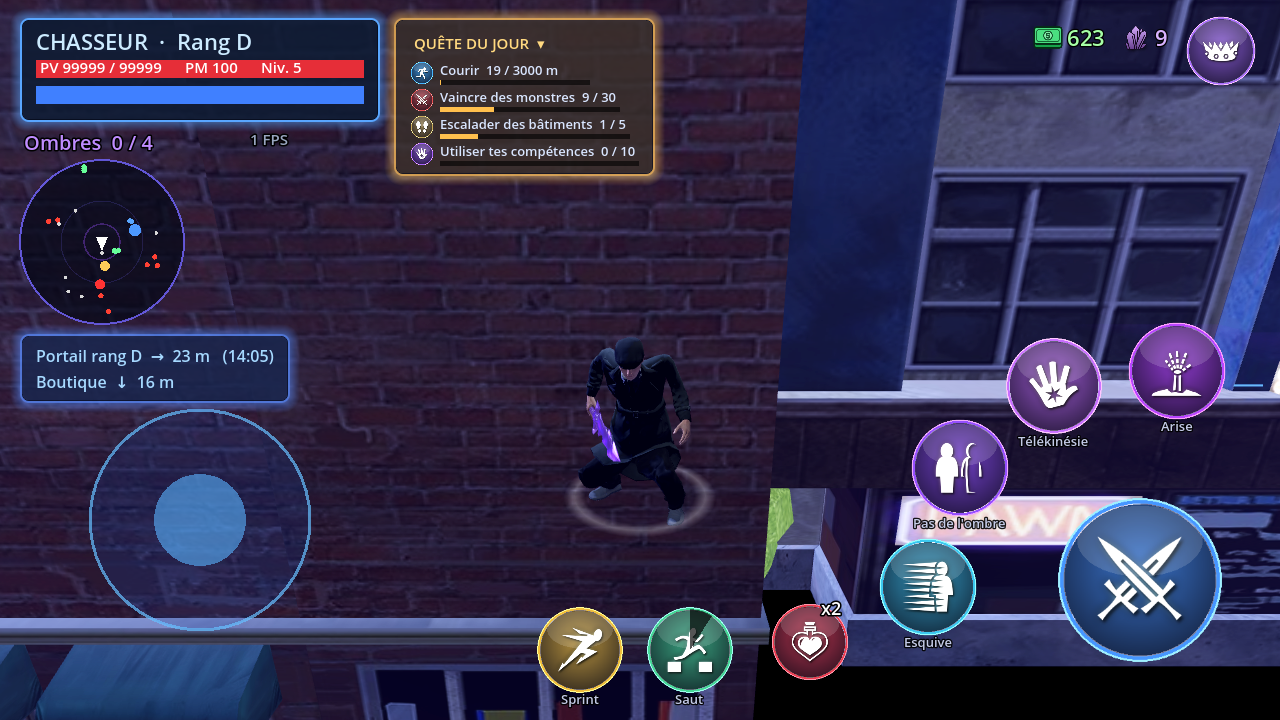 CHASSEUR · Rang D
PV 99999 / 99999 PM 100 Niv. 5
Ombres 0 / 4
1 FPS
QUÊTE DU JOUR ▼
Courir 19 / 3000 m
Vaincre des monstres 9 / 30
Escalader des bâtiments 1 / 5
Utiliser tes compétences 0 / 10
623
9
Portail rang D → 23 m (14:05)
Boutique ↓ 16 m
Télékinésie
Arise
Pas de l'ombre
Esquive
x2
Sprint
Saut